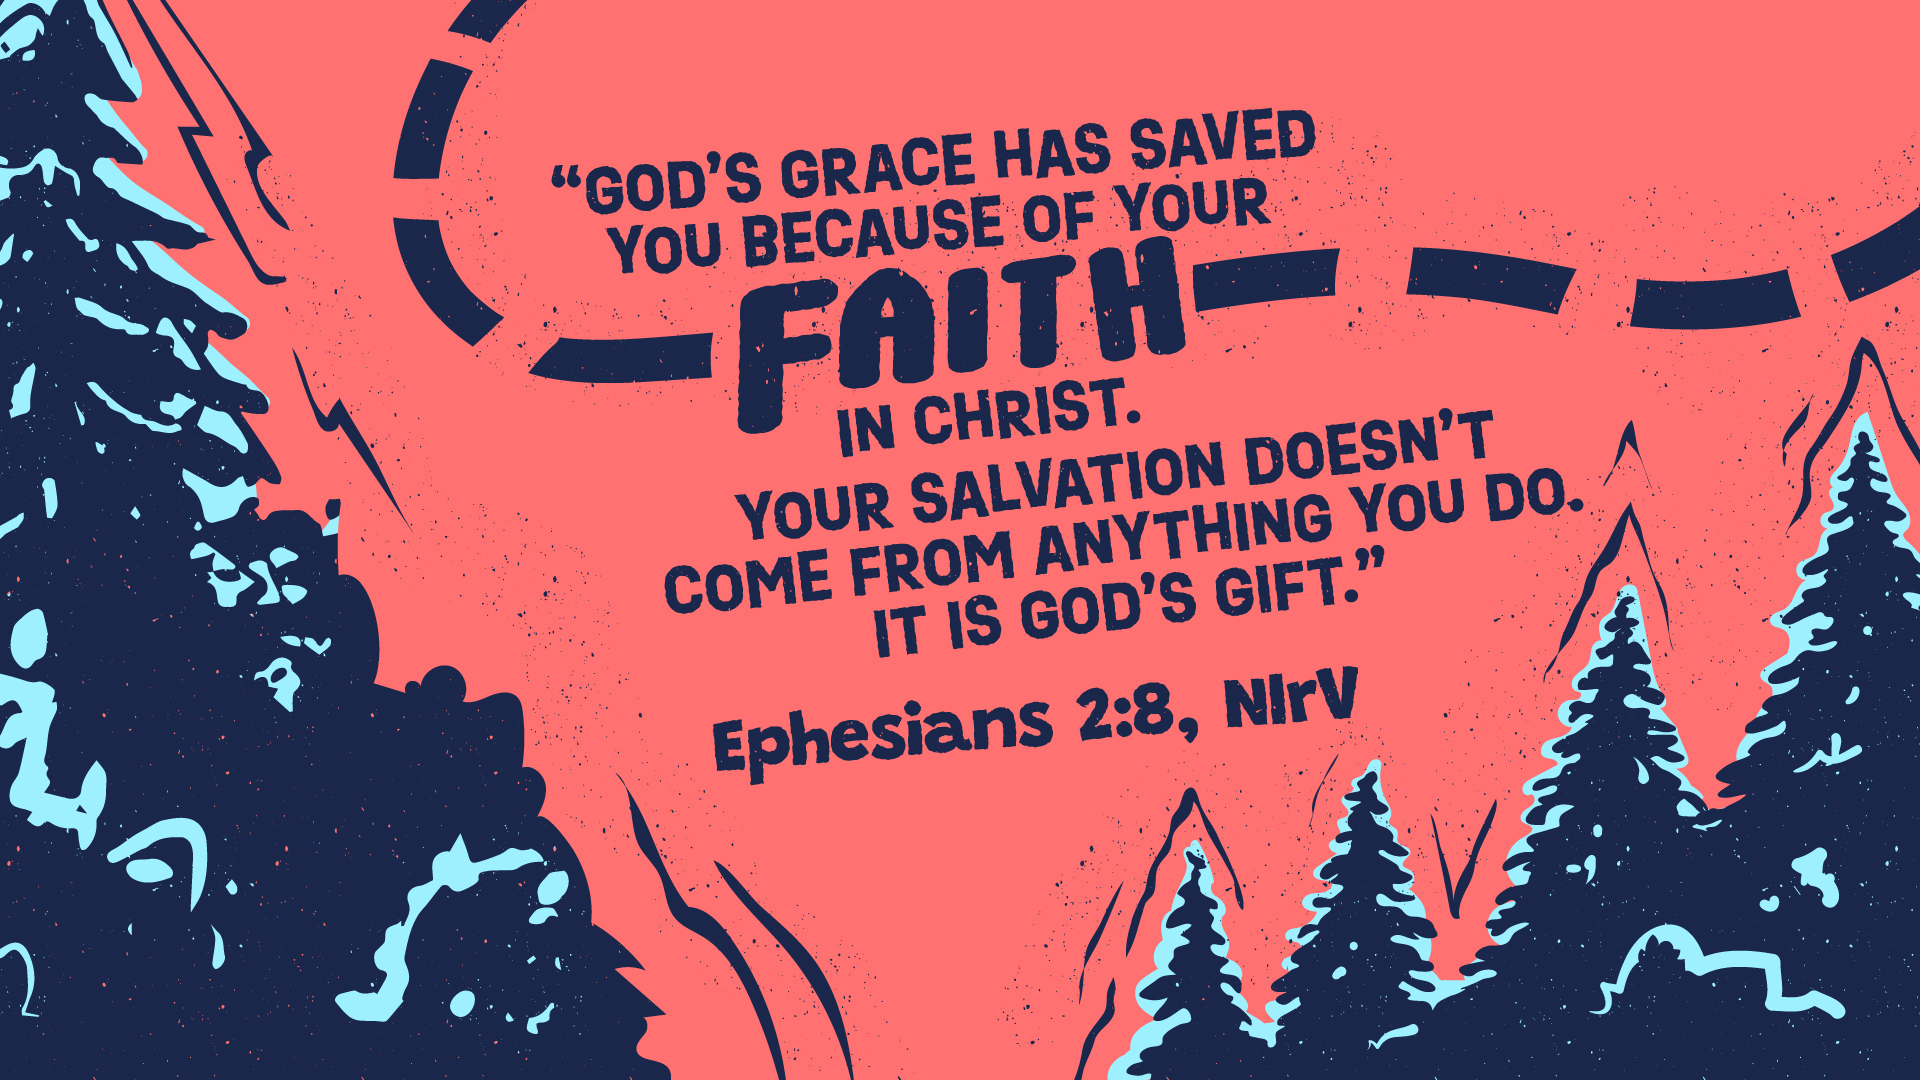 “GOD’S GRACE HAS SAVED
YOU BECAUSE OF YOUR
FAITH
IN CHRIST.
YOUR SALVATION DOESN’T
COME FROM ANYTHING YOU DO.
IT IS GOD’S GIFT.”
Ephesians 2:8, NIrV